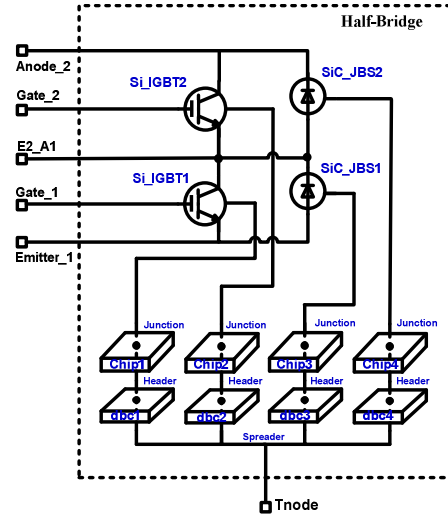 Half-Bridge
Anode_2
SiC_JBS2
Si_IGBT2
Gate_2
E2_A1
SiC_JBS1
Si_IGBT1
Gate_1
Emitter_1
Junction Junction Junction Junction
Chip1 Chip2 Chip3 Chip4
Header Header Header Header
dbc1 dbc2 dbc3 dbc4
Spreader
Tnode